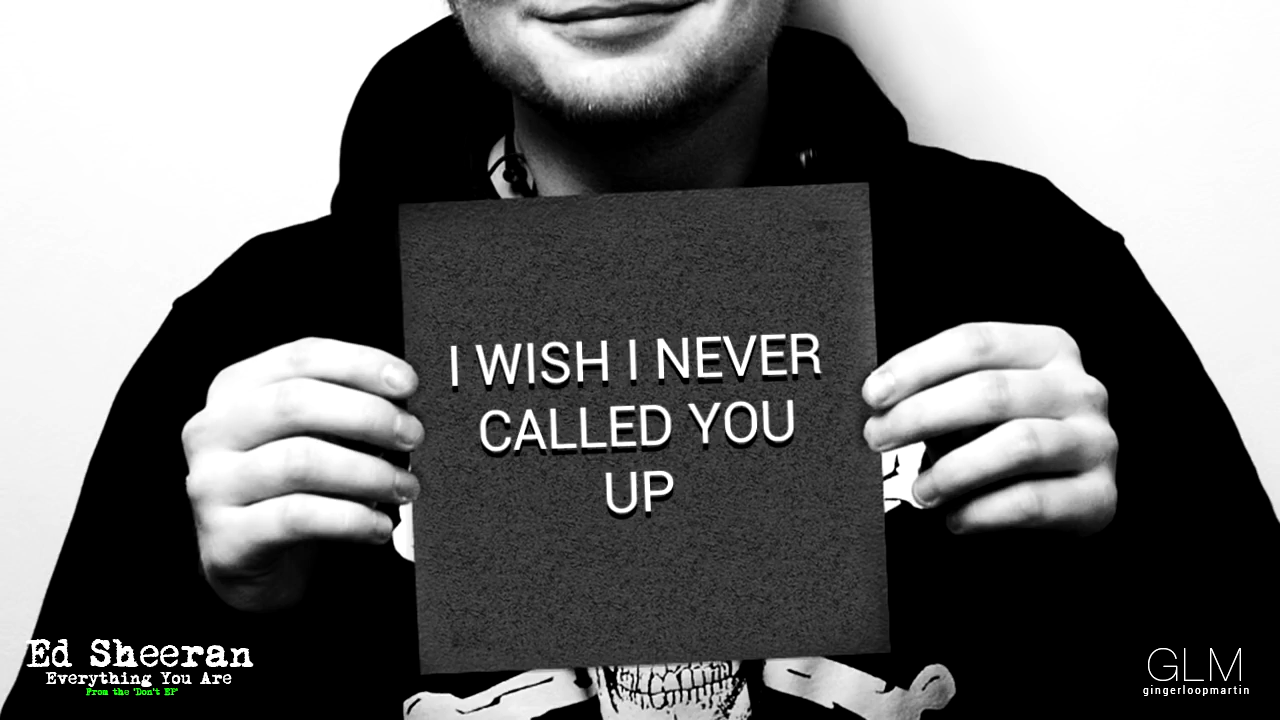 I WISH I NEVER
CALLED YOU
UP
Ed Sheeran
Everything You Are
From the 'Don't EP'
GLM
gingerloopmartin